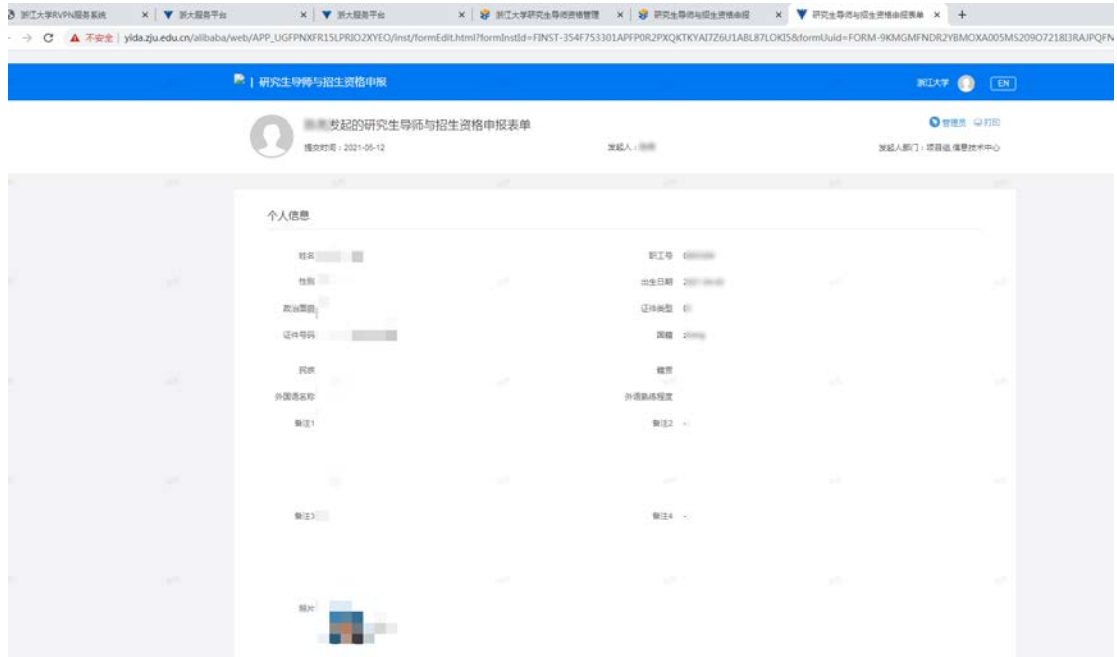 浙江大学RVPN服务系统
浙大服务平台
浙大服务平台
浙江大学研究生导师资格管理
研究生导师与招生资格申报
研究生导师与招生资格申报表单
不安全 yida.zju.edu.cn/alibaba/web/APP_UGFPNXFR15LPRIO2XYEO/inst/formEdit.html?formInstId=FINST-354F753301APFP0R2PXQKTKYAI7Z6U1ABL87LOKI5&formUuid=FORM-9KMGMFNDR2YBMOXA005MS209O7218I3RAJPQFN
研究生导师与招生资格申报
浙江大学
EN
发起的研究生导师与招生资格申报表单
管理员 打印
提交时间：2021-05-12
发起人：
发起人部门：项目组,信息技术中心
个人信息
姓名
职工号
性别
出生日期
政治面貌
证件类型
证件号码
国籍
民族
籍贯
外国语名称
外语熟练程度
备注1
备注2 -
备注3
备注4 -
照片